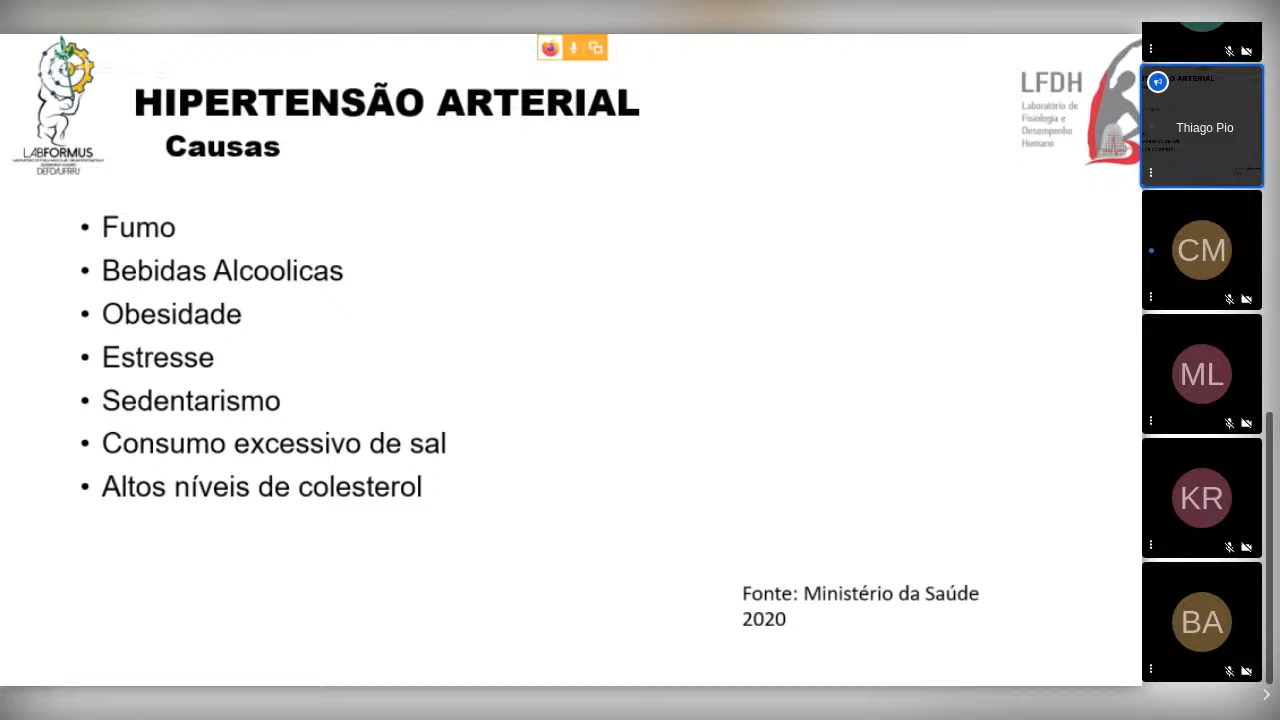 HIPERTENSÃO ARTERIAL
Causas
LABFORMUS
DEFD/UFRRJ
LFDH
Laboratório de
Fisiologia e
Desempenho
Humano
• Fumo
• Bebidas Alcoolicas
• Obesidade
• Estresse
• Sedentarismo
• Consumo excessivo de sal
• Altos níveis de colesterol
Fonte: Ministério da Saúde
2020
Thiago Pio
CM
ML
KR
BA